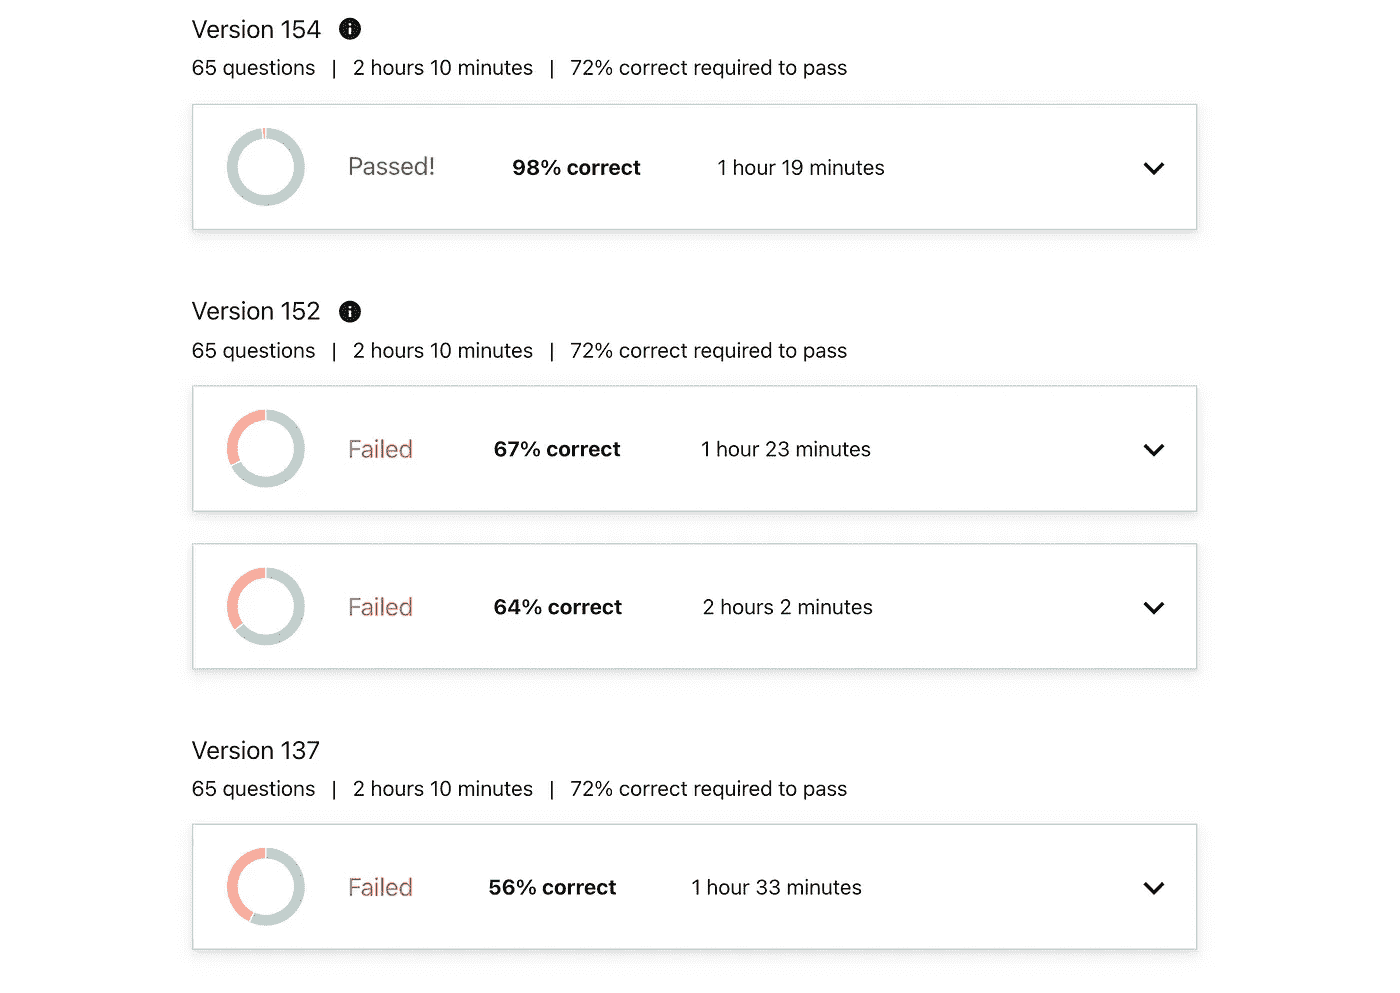 Version 154
65 questions | 2 hours 10 minutes | 72% correct required to pass
Passed! 98% correct 1 hour 19 minutes
Version 152
65 questions | 2 hours 10 minutes | 72% correct required to pass
Failed 67% correct 1 hour 23 minutes
Failed 64% correct 2 hours 2 minutes
Version 137
65 questions | 2 hours 10 minutes | 72% correct required to pass
Failed 56% correct 1 hour 33 minutes